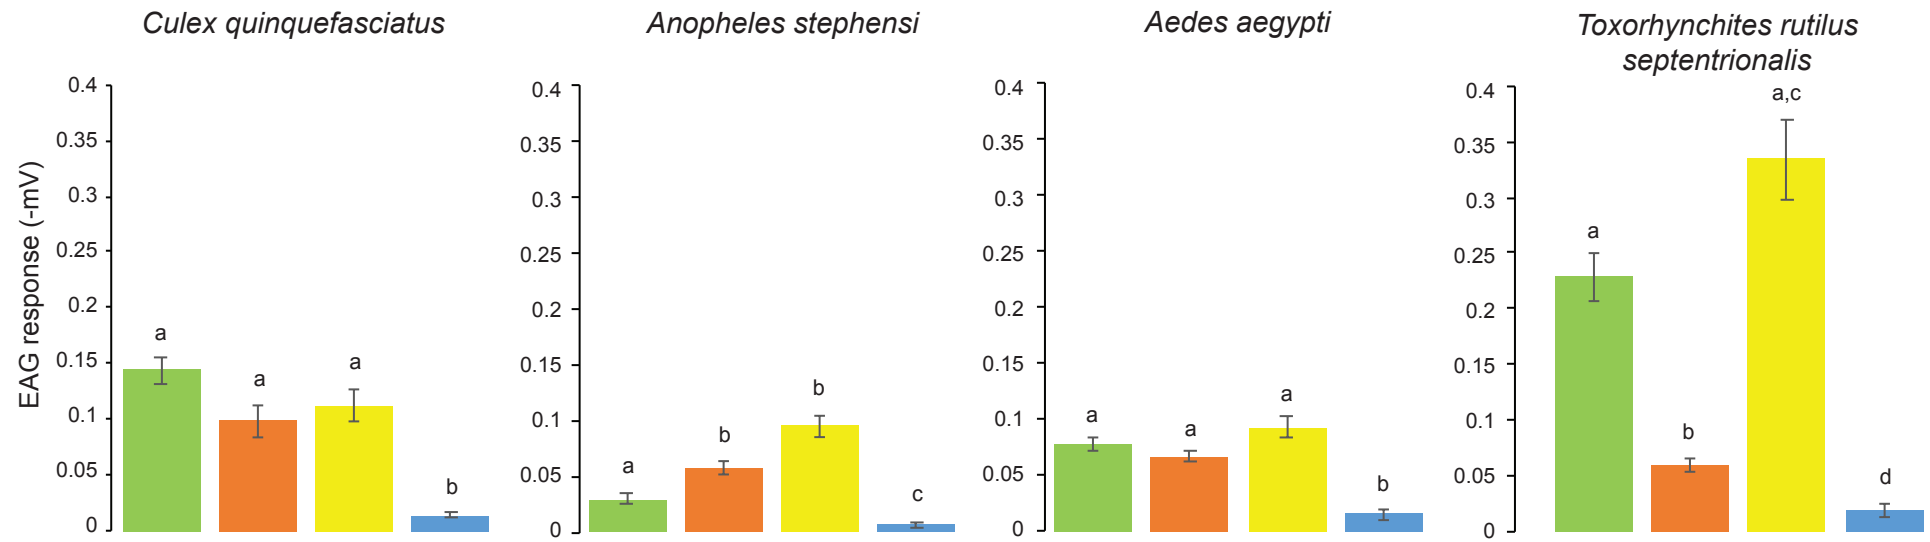 Culex quinquefasciatus
Anopheles stephensi
Aedes aegypti
Toxorhynchites rutilus
septentrionalis
EAG response (-mV)
0.4
0.35
0.3
0.25
0.2
0.15
0.1
0.05
0
a
a
a
b
0.4
0.35
0.3
0.25
0.2
0.15
0.1
0.05
0
a
b
b
c
0.4
0.35
0.3
0.25
0.2
0.15
0.1
0.05
0
a
a
a
b
0.4
0.35
0.3
0.25
0.2
0.15
0.1
0.05
0
a
b
a,c
d